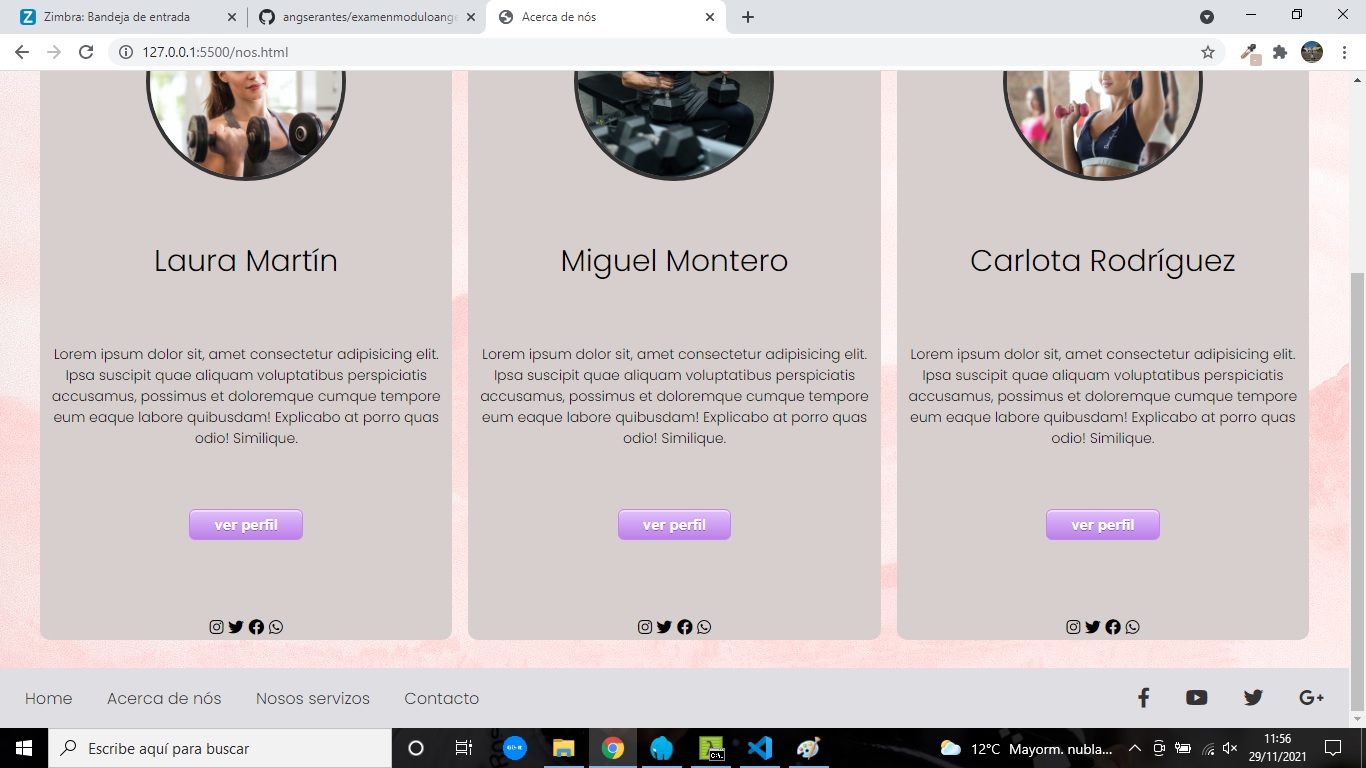 Zimbra: Bandeja de entrada
angserantes/examenmoduloange
Acerca de nós
127.0.0.1:5500/nos.html
Laura Martín
Miguel Montero
Carlota Rodríguez
Lorem ipsum dolor sit, amet consectetur adipisicing elit.
Ipsa suscipit quae aliquam voluptatibus perspiciatis
accusamus, possimus et doloremque cumque tempore
eum eaque labore quibusdam! Explicabo at porro quas
odio! Similique.
Lorem ipsum dolor sit, amet consectetur adipisicing elit.
Ipsa suscipit quae aliquam voluptatibus perspiciatis
accusamus, possimus et doloremque cumque tempore
eum eaque labore quibusdam! Explicabo at porro quas
odio! Similique.
Lorem ipsum dolor sit, amet consectetur adipisicing elit.
Ipsa suscipit quae aliquam voluptatibus perspiciatis
accusamus, possimus et doloremque cumque tempore
eum eaque labore quibusdam! Explicabo at porro quas
odio! Similique.
ver perfil
ver perfil
ver perfil
Home
Acerca de nós
Nosos servizos
Contacto
Escribe aquí para buscar
12°C Mayorm. nubla...
11:56
29/11/2021